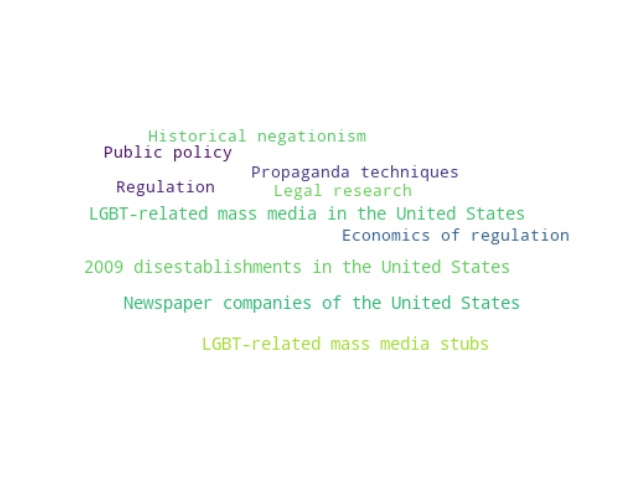 Historical negationism
Public policy
Propaganda techniques
Regulation
Legal research
LGBT-related mass media in the United States
Economics of regulation
2009 disestablishments in the United States
Newspaper companies of the United States
LGBT-related mass media stubs